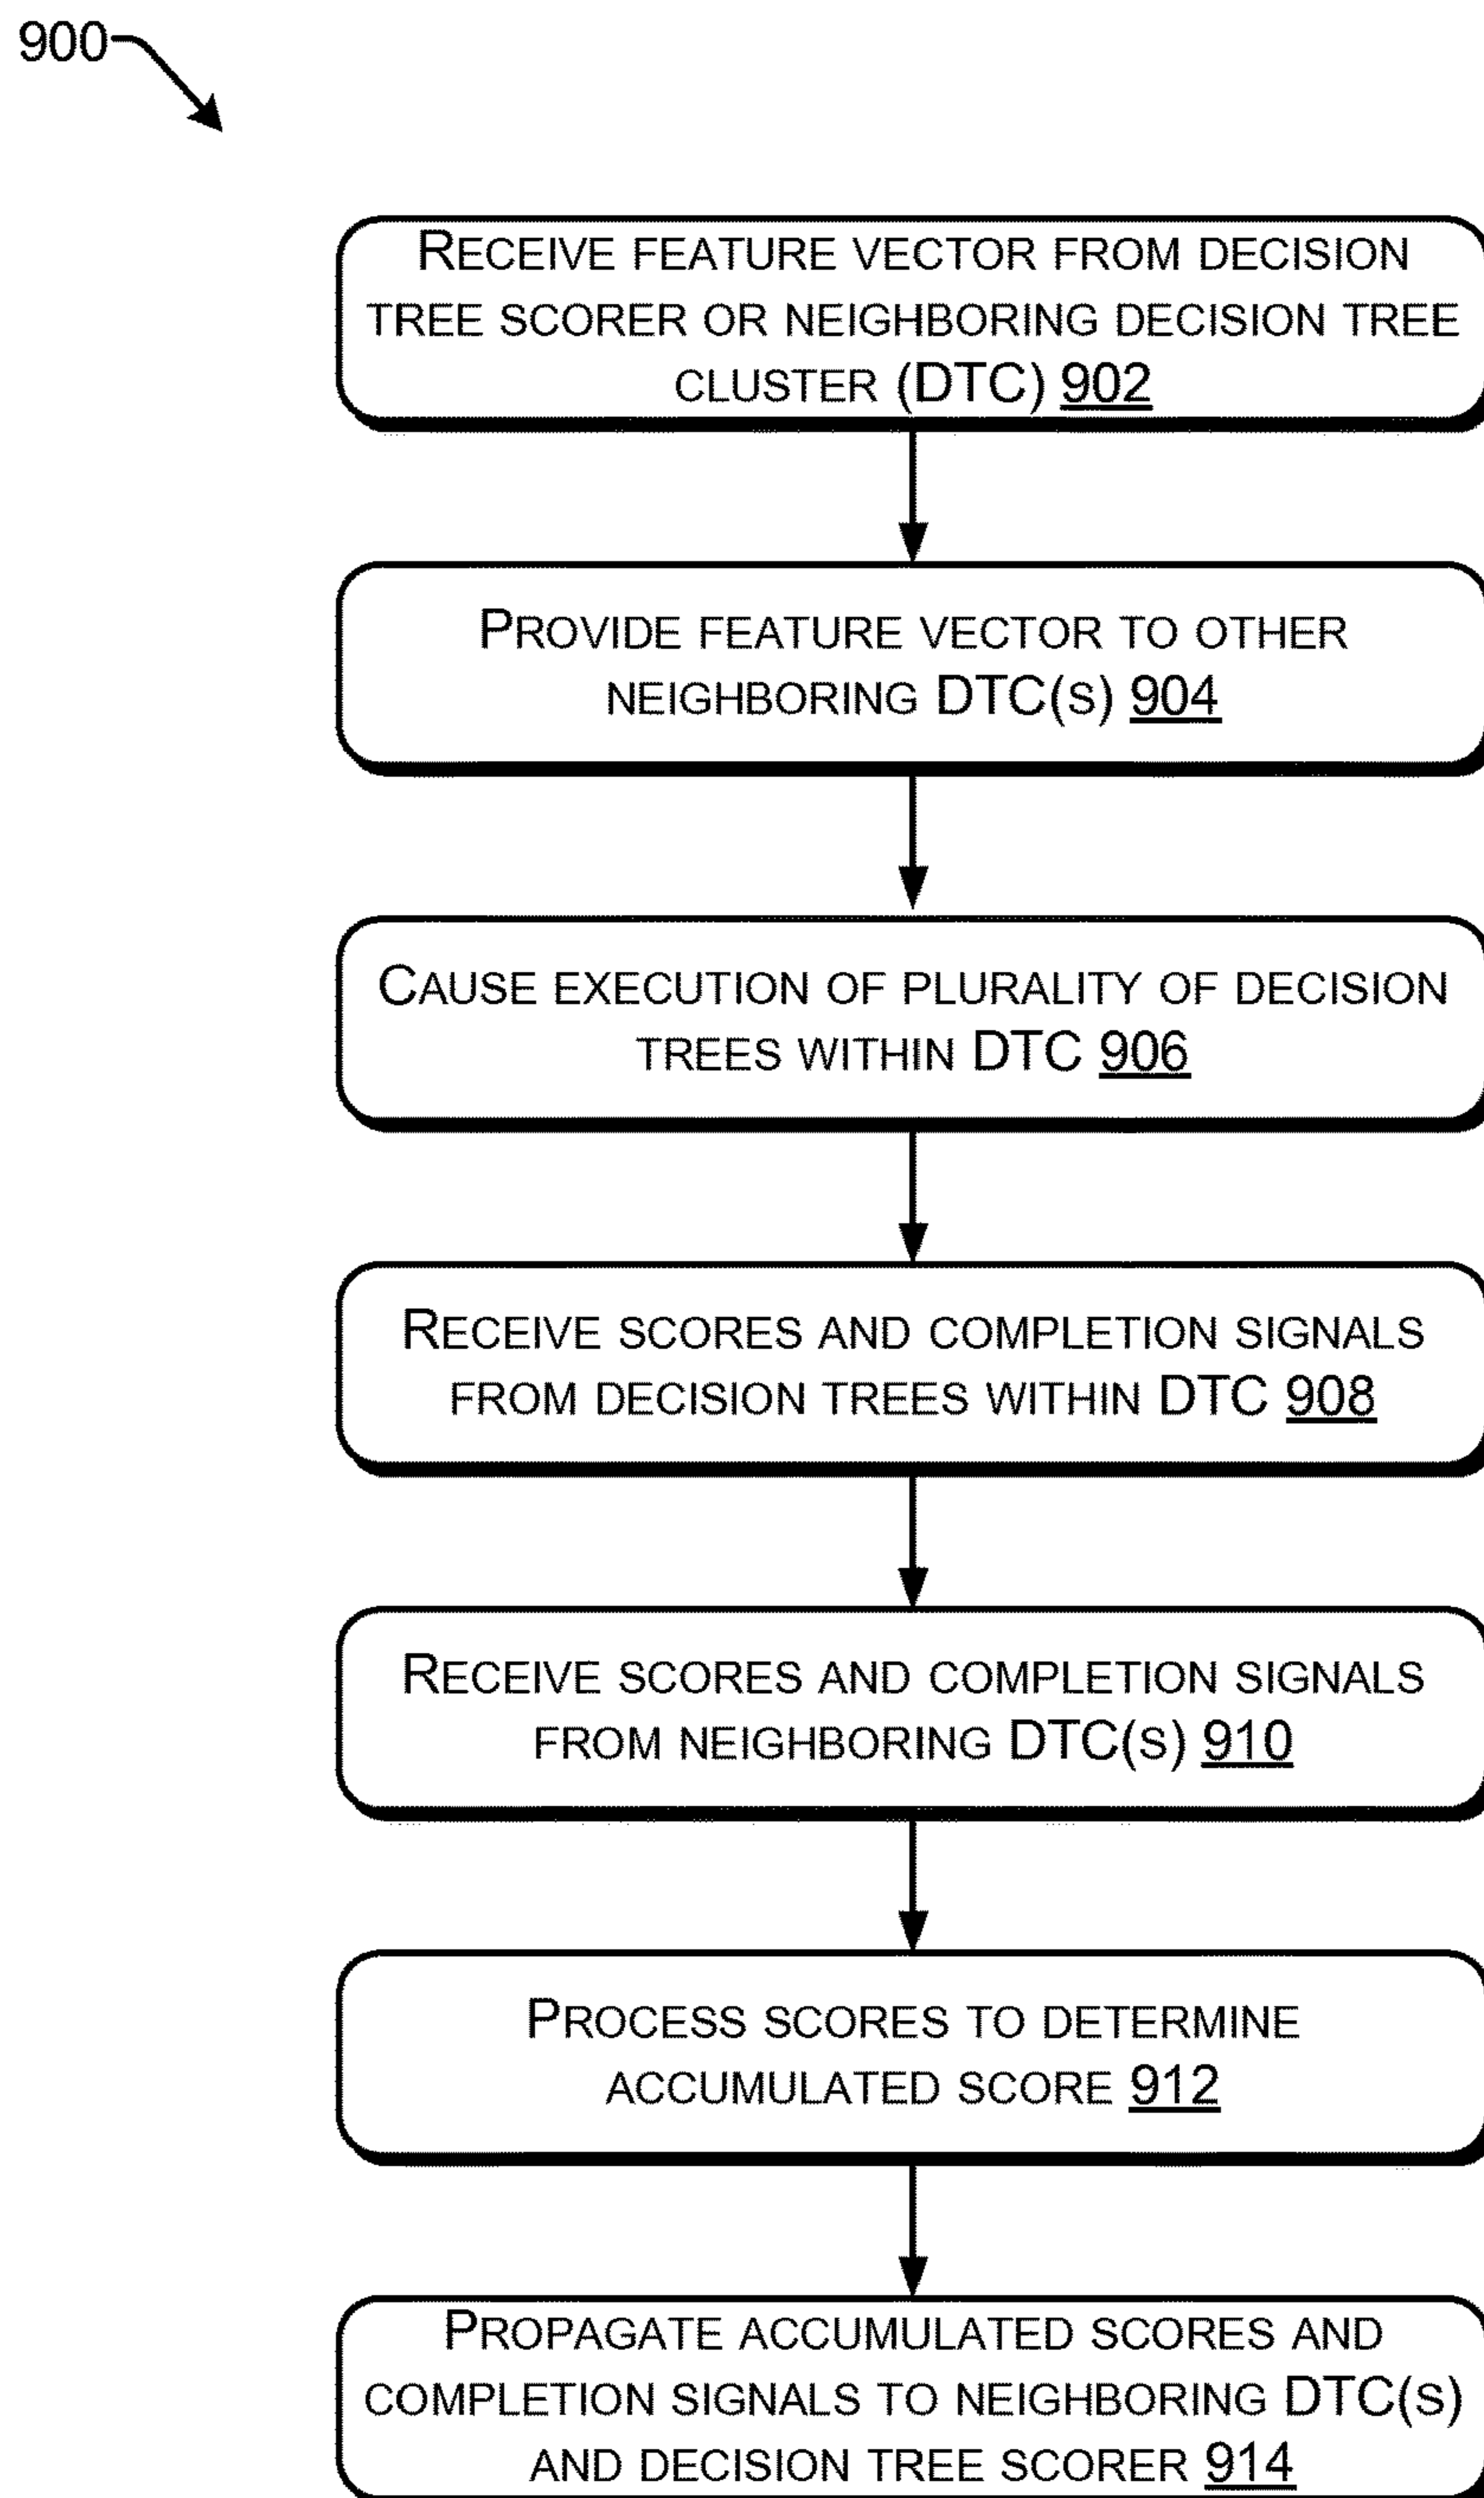 900
RECEIVE FEATURE VECTOR FROM DECISION
TREE SCORER OR NEIGHBORING DECISION TREE
CLUSTER (DTC) 902
PROVIDE FEATURE VECTOR TO OTHER
NEIGHBORING DTC(S) 904
CAUSE EXECUTION OF PLURALITY OF DECISION
TREES WITHIN DTC 906
RECEIVE SCORES AND COMPLETION SIGNALS
FROM DECISION TREES WITHIN DTC 908
RECEIVE SCORES AND COMPLETION SIGNALS
FROM NEIGHBORING DTC(S) 910
PROCESS SCORES TO DETERMINE
ACCUMULATED SCORE 912
PROPAGATE ACCUMULATED SCORES AND
COMPLETION SIGNALS TO NEIGHBORING DTC(S)
AND DECISION TREE SCORER 914